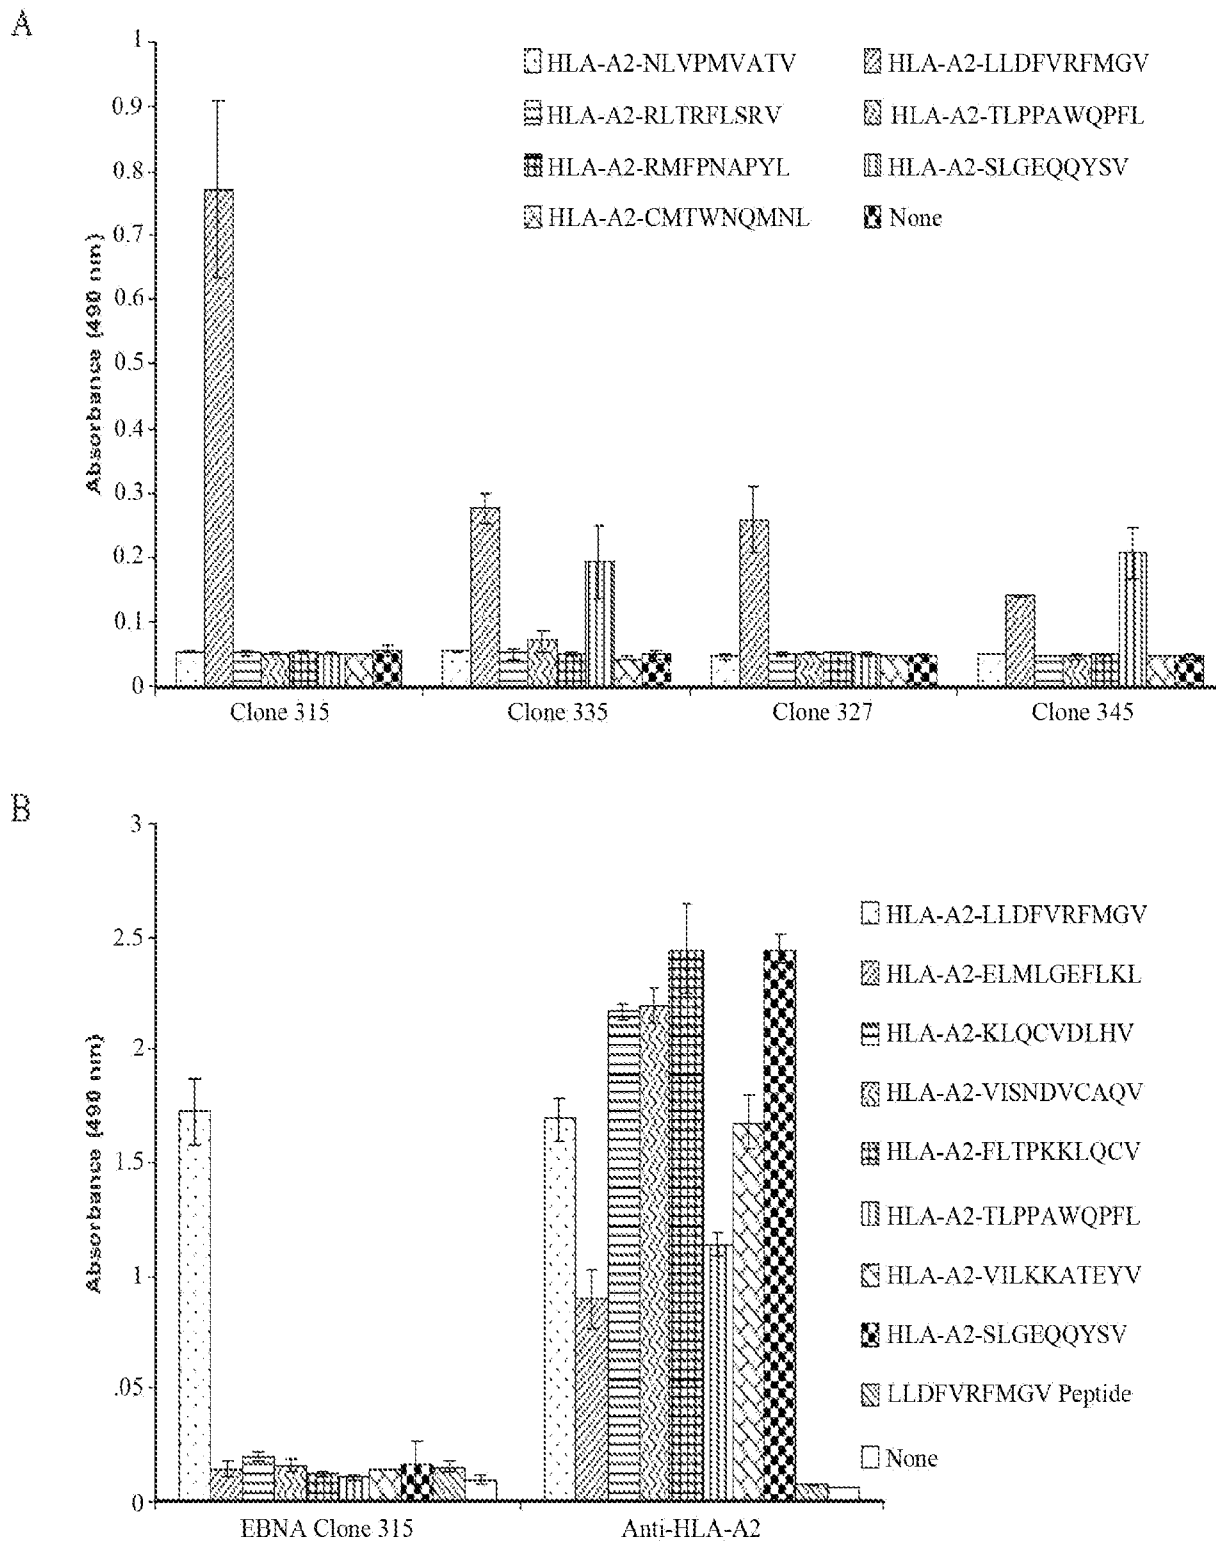 A
Absorbance (490 nm)
1
0.9
0.8
0.7
0.6
0.5
0.4
0.3
0.2
0.1
0
HLA-A2-NLVPMVATV
HLA-A2-LLDFVRFMGV
HLA-A2-RLTRFLSRV
HLA-A2-TLPPAWQPFL
HLA-A2-RMFPNAPYL
HLA-A2-SLGEQQYSV
HLA-A2-CMTWNQMNL
None
Clone 315
Clone 335
Clone 327
Clone 345
B
Absorbance (490 nm)
3
2.5
2
1.5
1
.05
0
HLA-A2-LLDFVRFMGV
HLA-A2-ELMLGEFLKL
HLA-A2-KLQCVDLHV
HLA-A2-VISNDVCAQV
HLA-A2-FLTPKKLQCV
HLA-A2-TLPPAWQPFL
HLA-A2-VILKKATEYV
HLA-A2-SLGEQQYSV
LLDFVRFMGV Peptide
None
EBNA Clone 315
Anti-HLA-A2